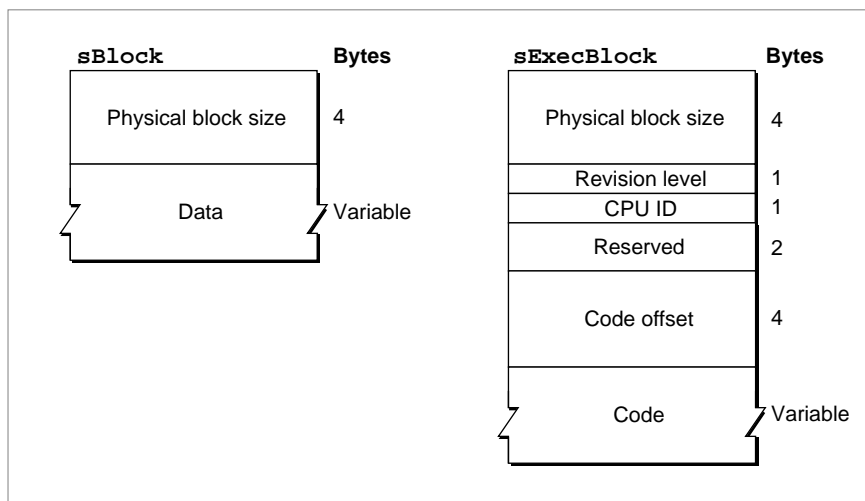 sBlock Bytes
Physical block size 4
Data Variable
sExecBlock Bytes
Physical block size 4
Revision level 1
CPU ID 1
Reserved 2
Code offset 4
Code Variable